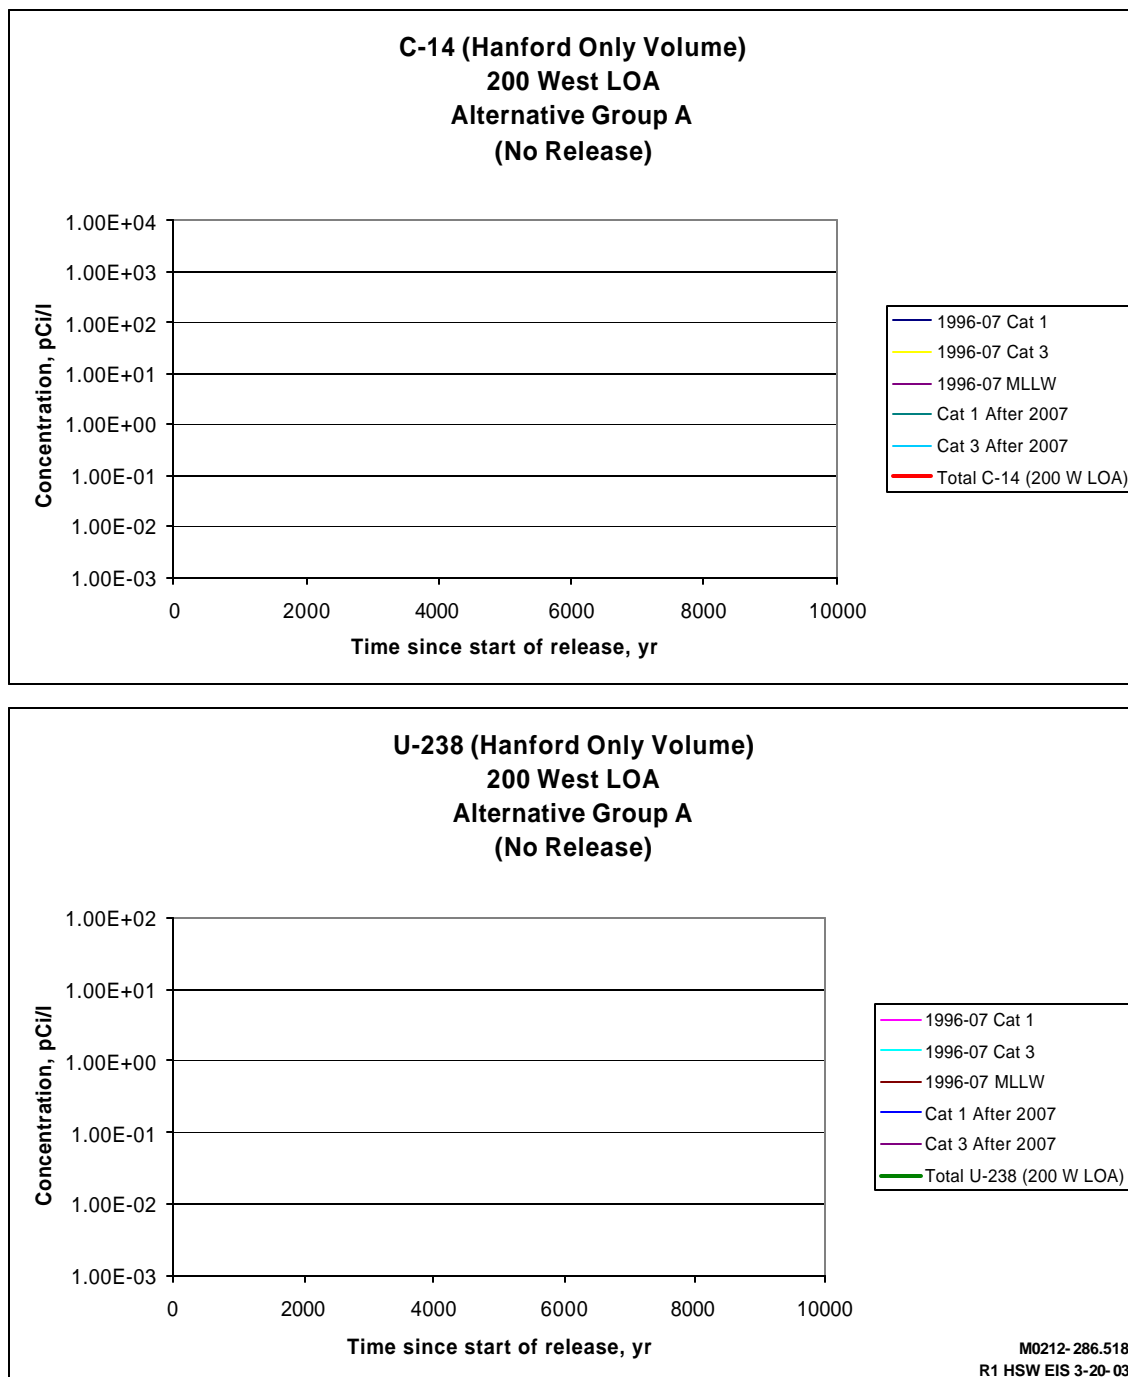 C-14 (Hanford Only Volume)
200 West LOA
Alternative Group A
(No Release)
1.00E+04
1.00E+03
1.00E+02
1.00E+01
1.00E+00
1.00E-01
1.00E-02
1.00E-03
Concentration, pCi/l
0 2000 4000 6000 8000 10000
Time since start of release, yr
1996-07 Cat 1
1996-07 Cat 3
1996-07 MLLW
Cat 1 After 2007
Cat 3 After 2007
Total C-14 (200 W LOA)
U-238 (Hanford Only Volume)
200 West LOA
Alternative Group A
(No Release)
1.00E+02
1.00E+01
1.00E+00
1.00E-01
1.00E-02
1.00E-03
Concentration, pCi/l
0 2000 4000 6000 8000 10000
Time since start of release, yr
1996-07 Cat 1
1996-07 Cat 3
1996-07 MLLW
Cat 1 After 2007
Cat 3 After 2007
Total U-238 (200 W LOA)
M0212-286.518
R1 HSW EIS 3-20-03